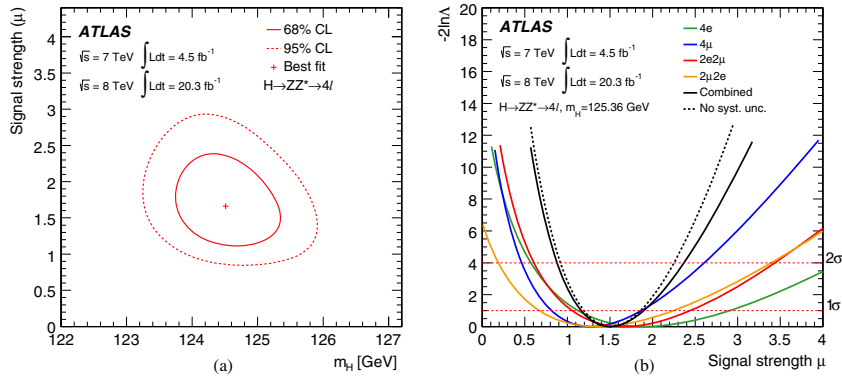 Signal strength (μ)
4
3.5
3
2.5
2
1.5
1
0.5
0
ATLAS
√s = 7 TeV ∫Ldt = 4.5 fb⁻¹
√s = 8 TeV ∫Ldt = 20.3 fb⁻¹
68% CL
95% CL
Best fit
H→ZZ*→4l
122 123 124 125 126 127
m_H [GeV]
(a)
-2lnΛ
20
18
16
14
12
10
8
6
4
2
0
ATLAS
√s = 7 TeV ∫Ldt = 4.5 fb⁻¹
√s = 8 TeV ∫Ldt = 20.3 fb⁻¹
H→ZZ*→4l, m_H=125.36 GeV
4e
4μ
2e2μ
2μ2e
Combined
No syst. unc.
2σ
1σ
0 0.5 1 1.5 2 2.5 3 3.5 4
Signal strength μ
(b)